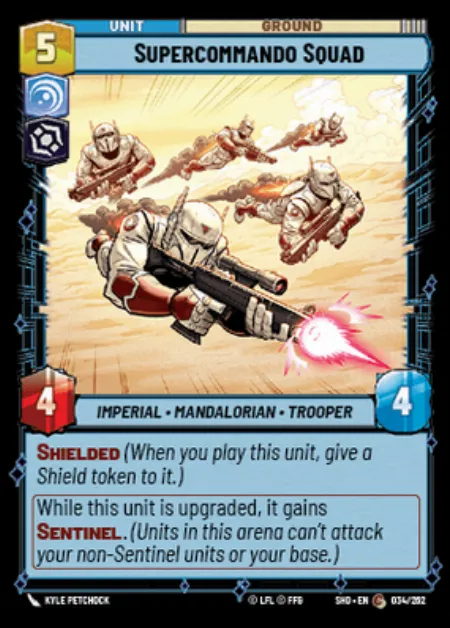 UNIT GROUND
5 SUPERCOMMANDO SQUAD
4 IMPERIAL • MANDALORIAN • TROOPER 4
SHIELDED (When you play this unit, give a
Shield token to it.)
While this unit is upgraded, it gains
SENTINEL. (Units in this arena can't attack
your non-Sentinel units or your base.)
KYLE PETCHOCK © LFL © FFG SHD • EN C 034/262